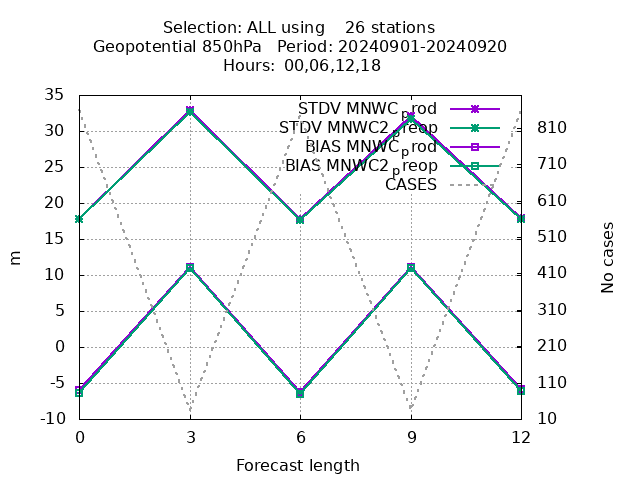 Selection: ALL using 26 stations
Geopotential 850hPa Period: 20240901-20240920
Hours: 00,06,12,18
STDV MNWC_prod
STDV MNWC2_preop
BIAS MNWC_prod
BIAS MNWC2_preop
CASES
35
30
25
20
15
10
5
0
-5
-10
m
810
710
610
510
410
310
210
110
10
No cases
0 3 6 9 12
Forecast length